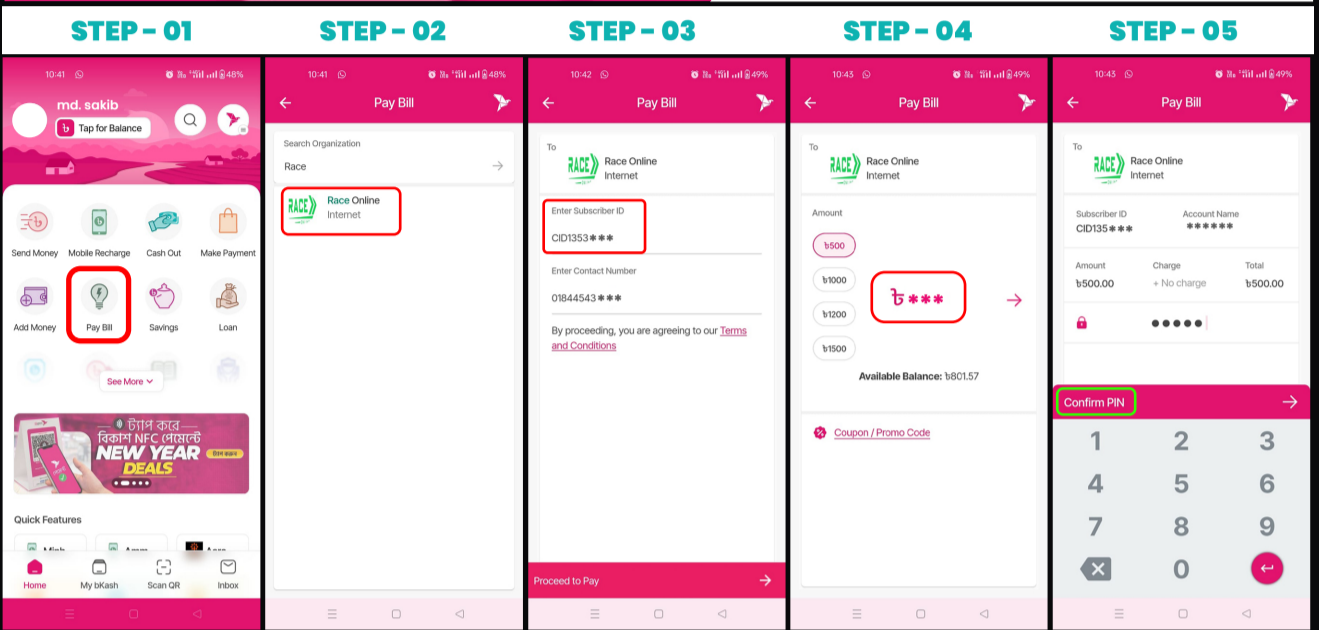 STEP - 01
10:41 48%
md. sakib
৳ Tap for Balance
Send Money Mobile Recharge Cash Out Make Payment
Add Money Pay Bill Savings Loan
See More
ট্যাপ করে
বিকাশ NFC পেমেন্টে
NEW YEAR
DEALS
Quick Features
Home My bKash Scan QR Inbox
STEP - 02
10:41 48%
Pay Bill
Search Organization
Race
RACE Race Online
Internet
STEP - 03
10:42 49%
Pay Bill
To
RACE Race Online
Internet
Enter Subscriber ID
CID1353***
Enter Contact Number
01844543***
By proceeding, you are agreeing to our Terms
and Conditions
Proceed to Pay
STEP - 04
10:43 49%
Pay Bill
To
RACE Race Online
Internet
Amount
৳500
৳1000
৳***
৳1200
৳1500
Available Balance: ৳801.57
Coupon / Promo Code
STEP - 05
10:43 49%
Pay Bill
To
RACE Race Online
Internet
Subscriber ID Account Name
CID135*** ******
Amount Charge Total
৳500.00 + No charge ৳500.00
Confirm PIN
1 2 3
4 5 6
7 8 9
0